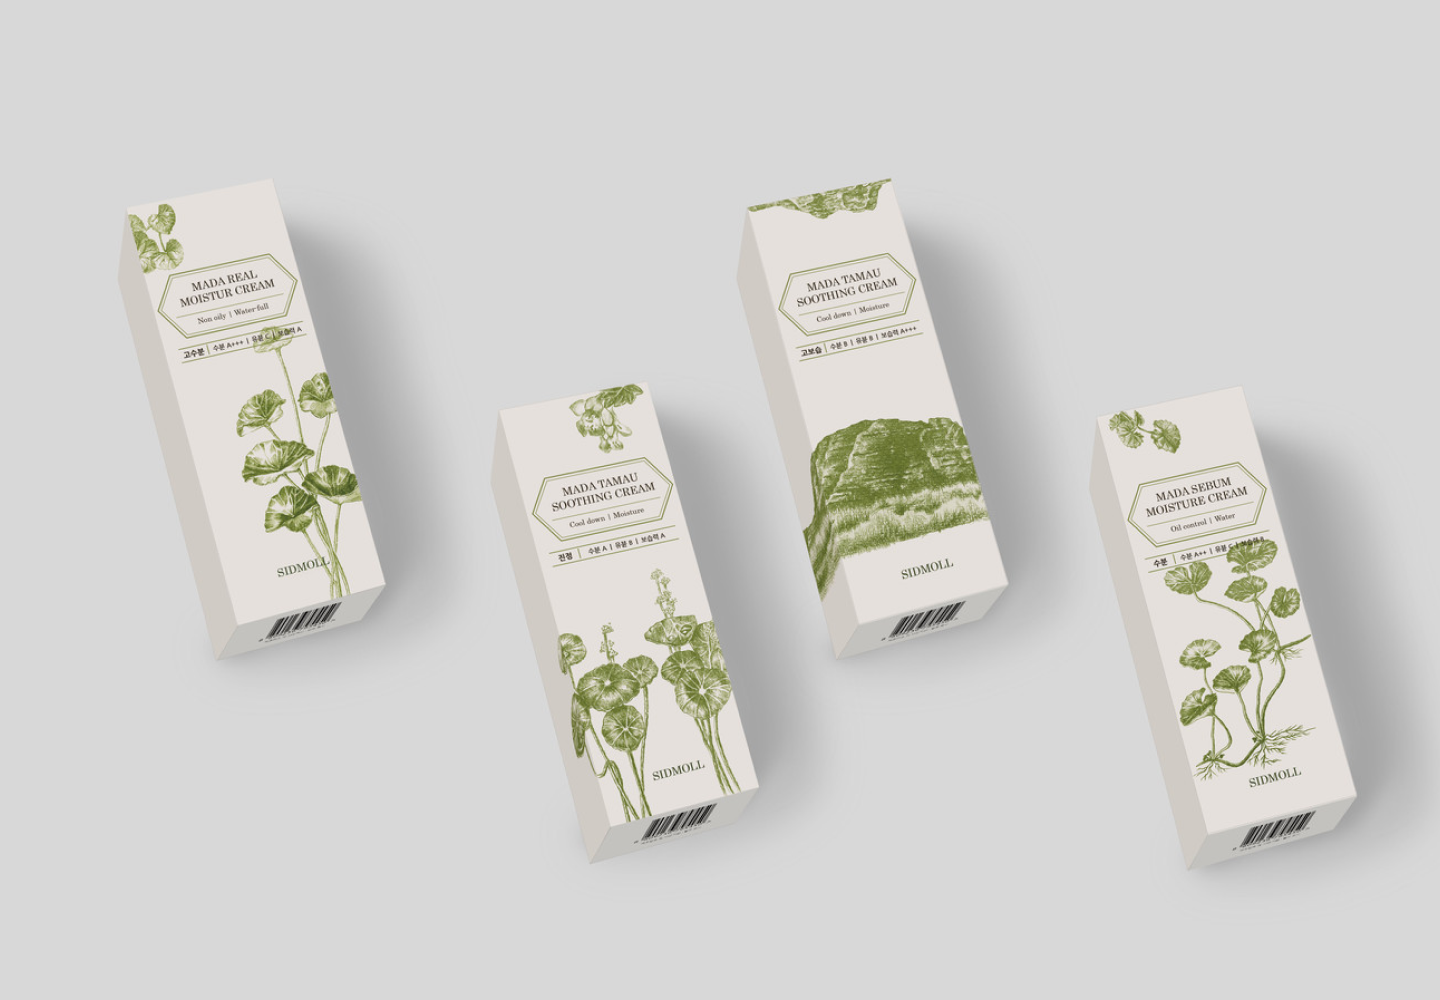 MADA REAL
MOISTUR CREAM
Non oily | Water-full
고수분 | 수분 A+++ | 유분 C | 보습력 A
SIDMOLL
MADA TAMAU
SOOTHING CREAM
Cool down | Moisture
진정 | 수분 A | 유분 B | 보습력 A
SIDMOLL
MADA TAMAU
SOOTHING CREAM
Cool down | Moisture
고보습 | 수분 B | 유분 B | 보습력 A+++
SIDMOLL
MADA SEBUM
MOISTURE CREAM
Oil control | Water
수분 | 수분 A++ | 유분 C | 보습력 B
SIDMOLL